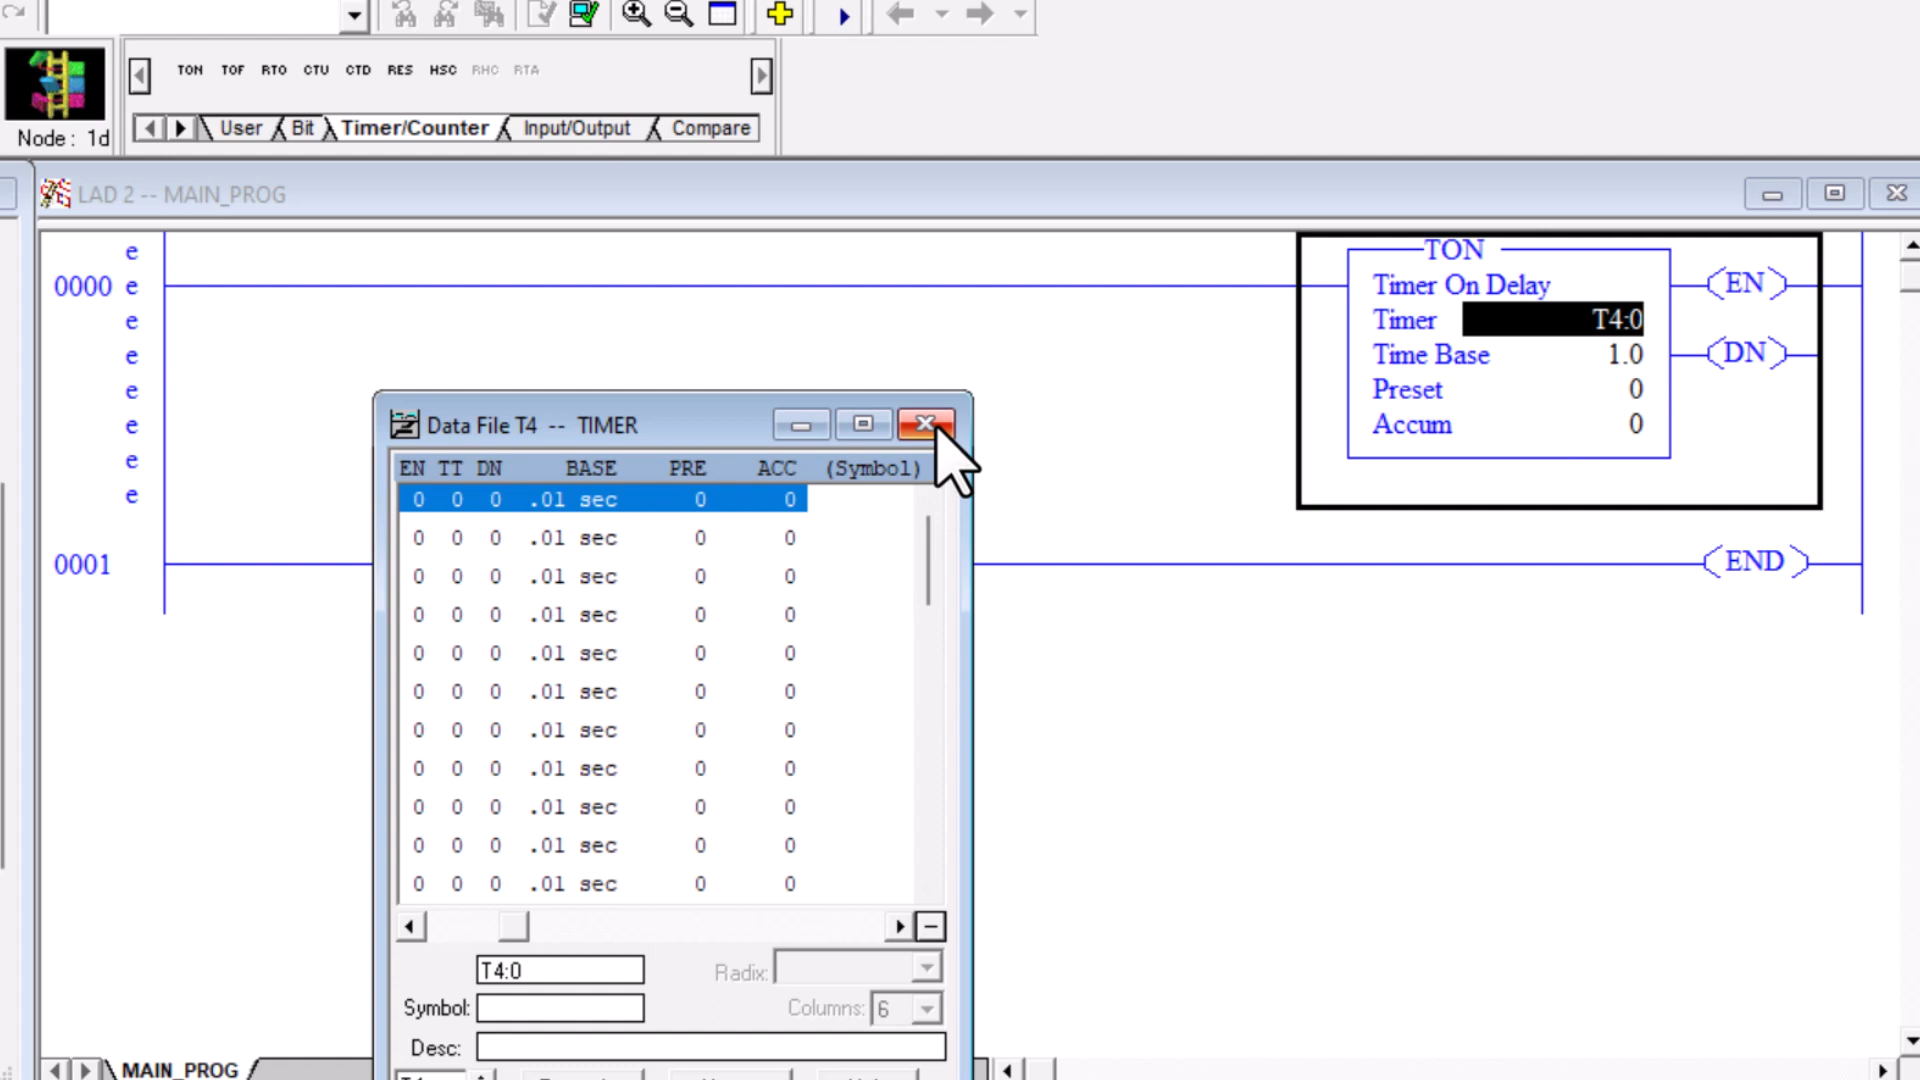 TON TOF RTO CTU CTD RES HSC RHC RTA
User Bit Timer/Counter Input/Output Compare
Node : 1d
LAD 2 -- MAIN_PROG
e
0000 e
e
e
e
e
e
e
0001
TON
Timer On Delay
Timer T4:0
Time Base 1.0
Preset 0
Accum 0
EN
DN
END
Data File T4 -- TIMER
EN TT DN BASE PRE ACC (Symbol)
0 0 0 .01 sec 0 0
0 0 0 .01 sec 0 0
0 0 0 .01 sec 0 0
0 0 0 .01 sec 0 0
0 0 0 .01 sec 0 0
0 0 0 .01 sec 0 0
0 0 0 .01 sec 0 0
0 0 0 .01 sec 0 0
0 0 0 .01 sec 0 0
0 0 0 .01 sec 0 0
0 0 0 .01 sec 0 0
T4:0 Radix:
Symbol: Columns: 6
Desc:
MAIN_PROG